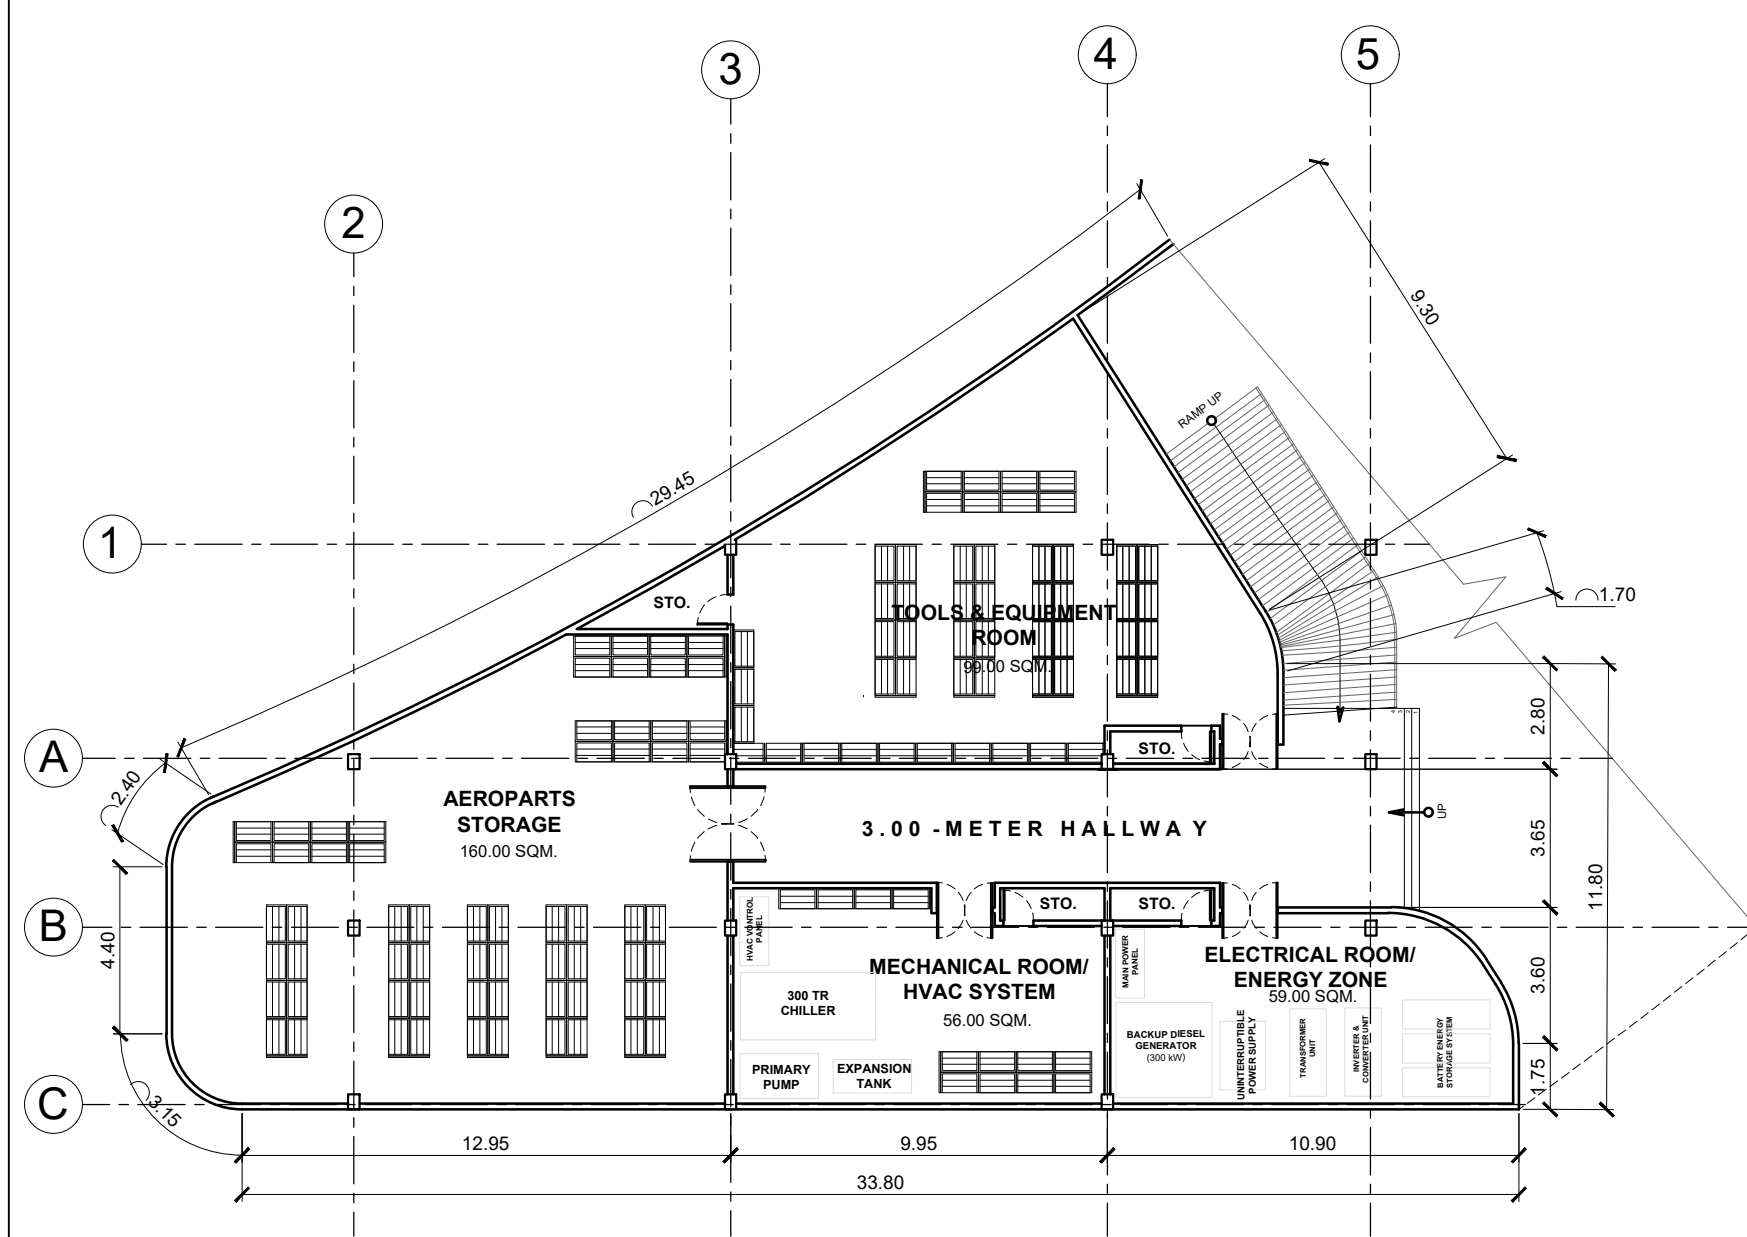 4
5
3
2
9.30
RAMP UP
29.45
1
STO.
TOOLS & EQUIPMENT
ROOM
99.00 SQM.
1.70
2.80
A
STO.
2.40
AEROPARTS
STORAGE
160.00 SQM.
3.00 -METER HALLWAY
UP
3.65
11.80
STO.
STO.
B
4.40
HVAC VONTROL
PANEL
MECHANICAL ROOM/
HVAC SYSTEM
56.00 SQM.
MAIN POWER
PANEL
ELECTRICAL ROOM/
ENERGY ZONE
59.00 SQM.
3.60
300 TR
CHILLER
BACKUP DIESEL
GENERATOR
(300 kW)
UNINTERRUPTIBLE
POWER SUPPLY
TRANSFORMER
UNIT
INVERTER &
CONVERTER UNIT
BATTERY ENERGY
STORAGE SYSTEM
PRIMARY
PUMP
EXPANSION
TANK
1.75
C
3.15
12.95
9.95
10.90
33.80